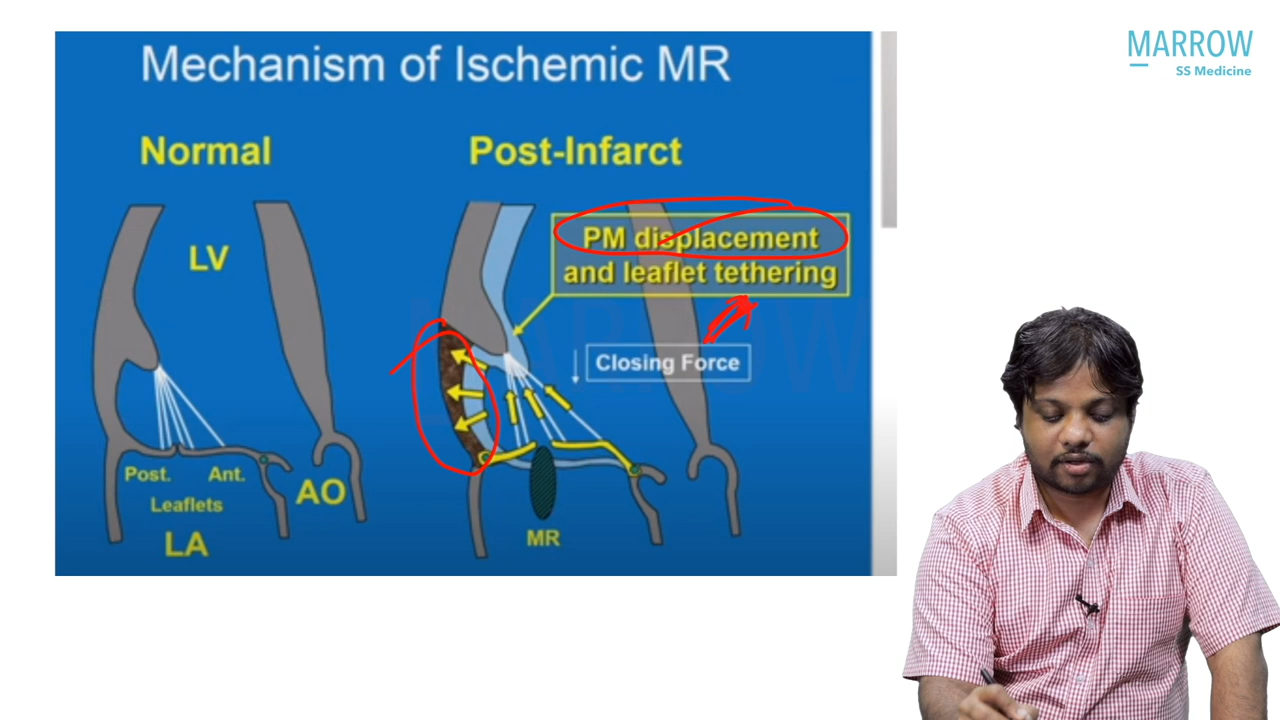 MARROW
SS Medicine
Mechanism of Ischemic MR
Normal
Post-Infarct
LV
PM displacement
and leaflet tethering
Closing Force
Post.
Ant.
Leaflets
AO
LA
MR